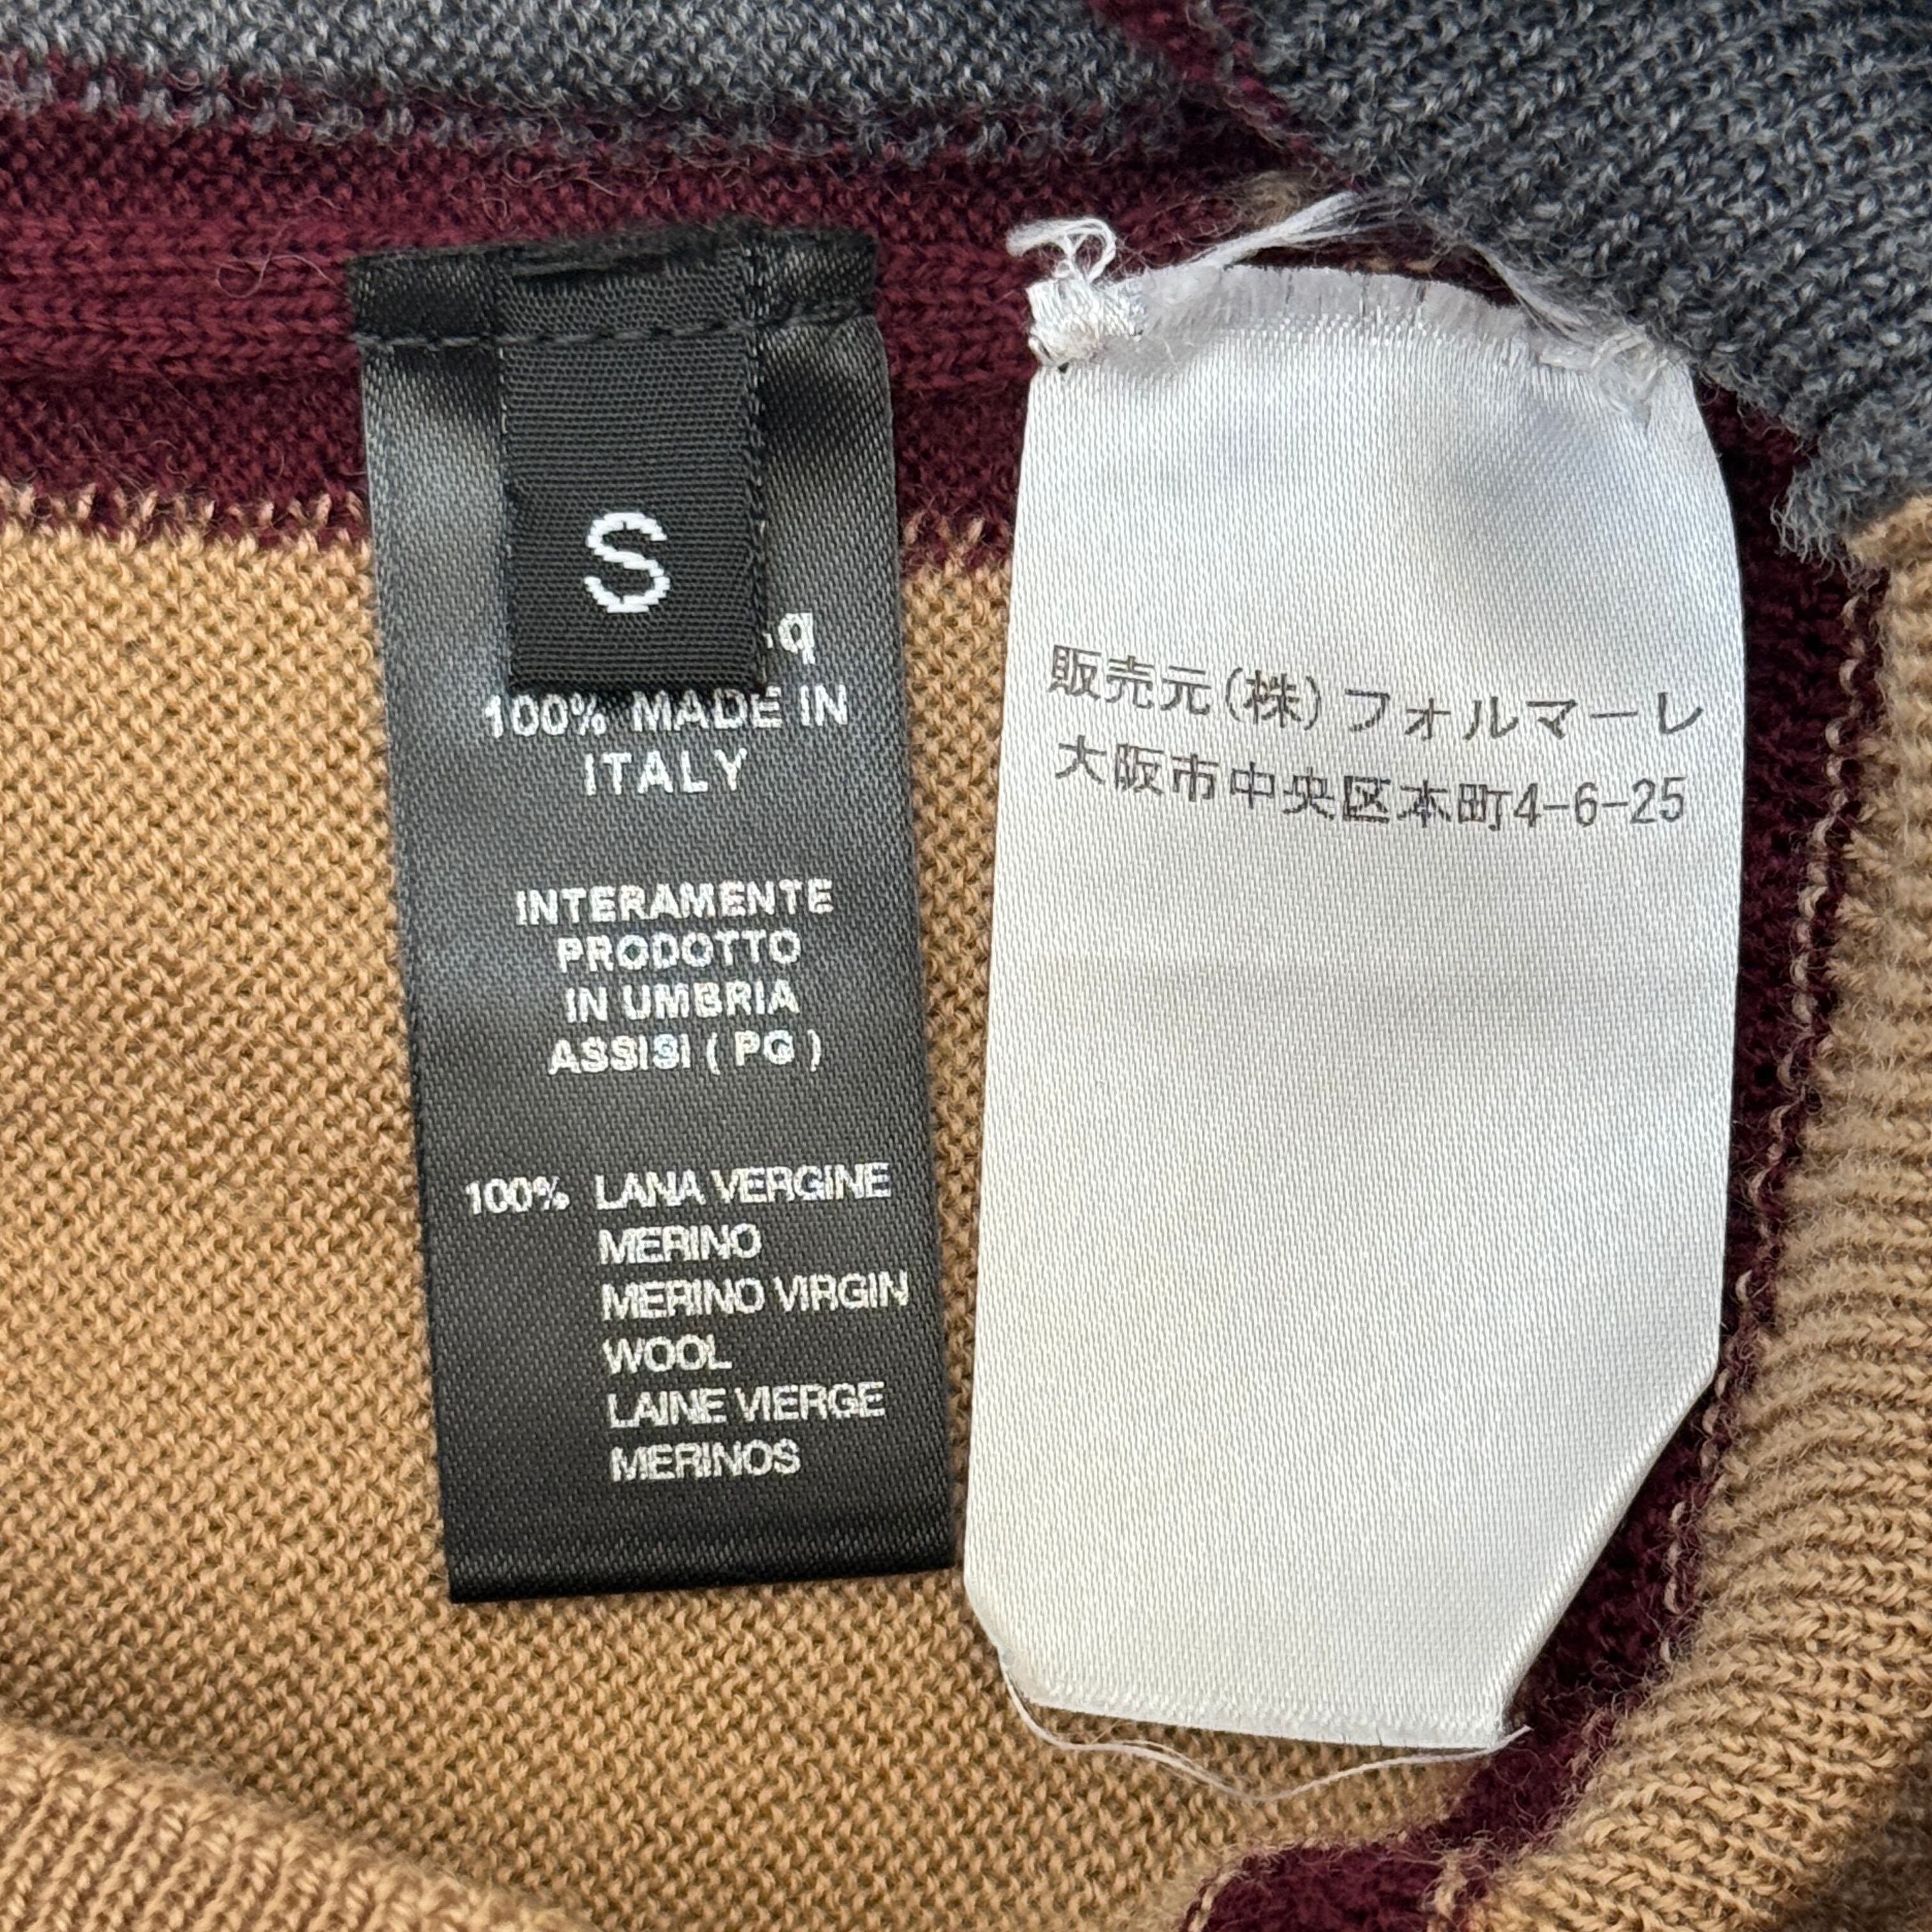 S
100% MADE IN
ITALY
INTERAMENTE
PRODOTTO
IN UMBRIA
ASSISI ( PG )
100% LANA VERGINE
MERINO
MERINO VIRGIN
WOOL
LAINE VIERGE
MERINOS
販売元(株)フォルマーレ
大阪市中央区本町4-6-25